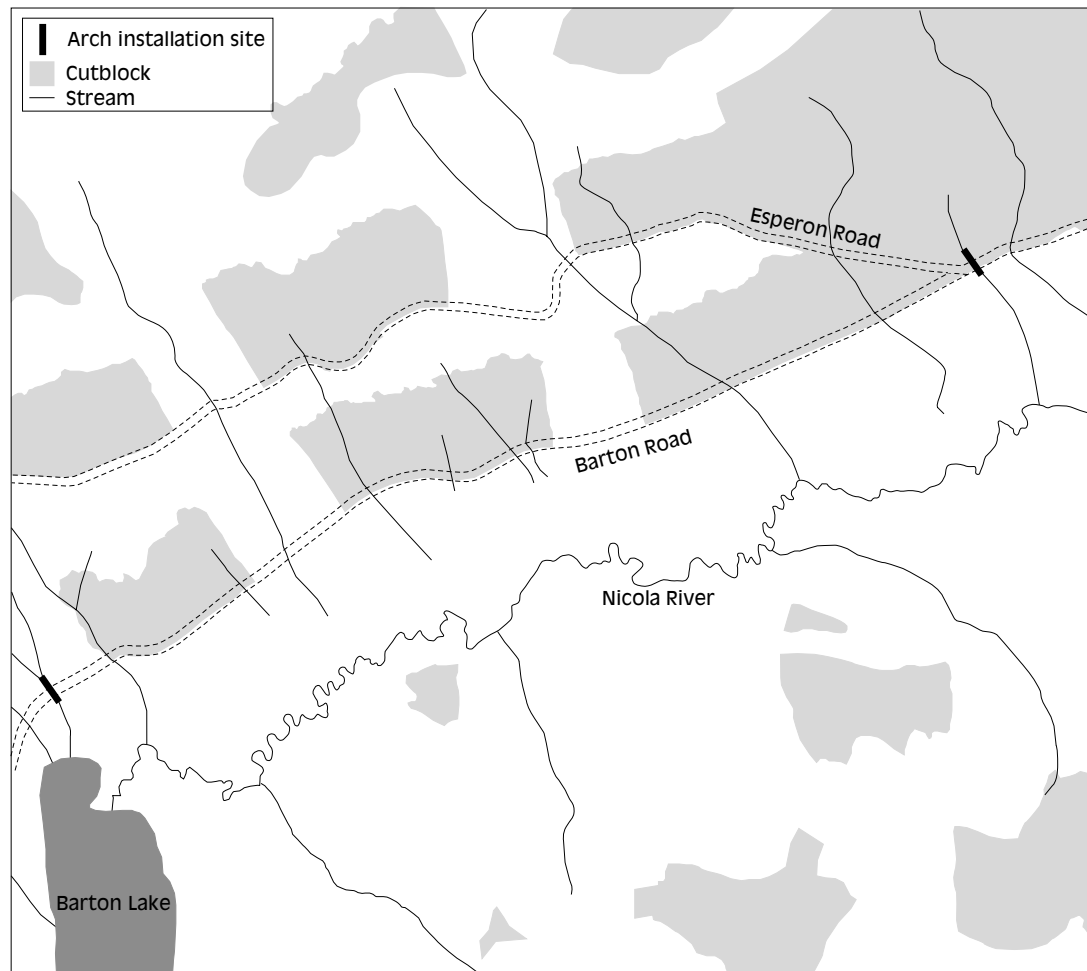 Arch installation site
Cutblock
Stream
Esperon Road
Barton Road
Nicola River
Barton Lake